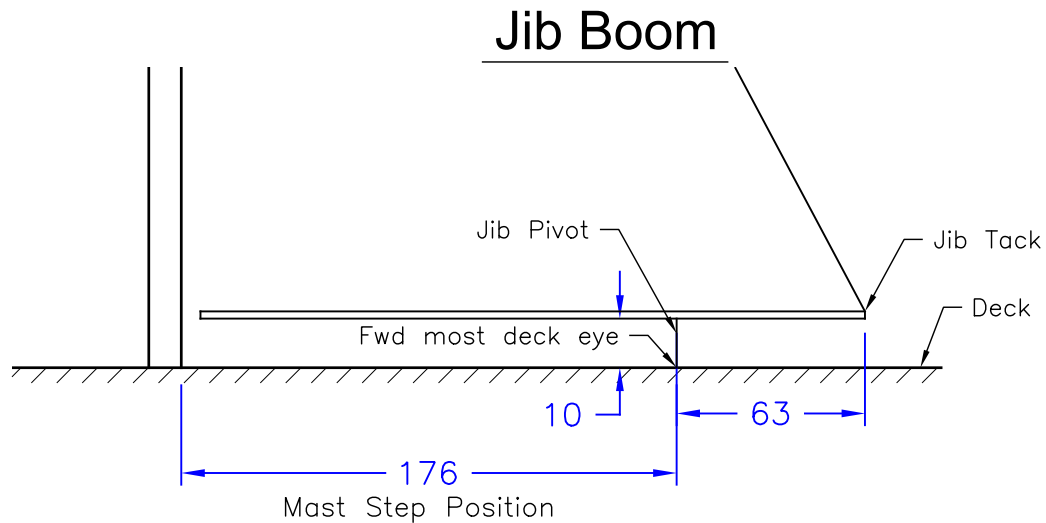 Jib Boom
Jib Pivot
Jib Tack
Deck
Fwd most deck eye
10
63
176
Mast Step Position